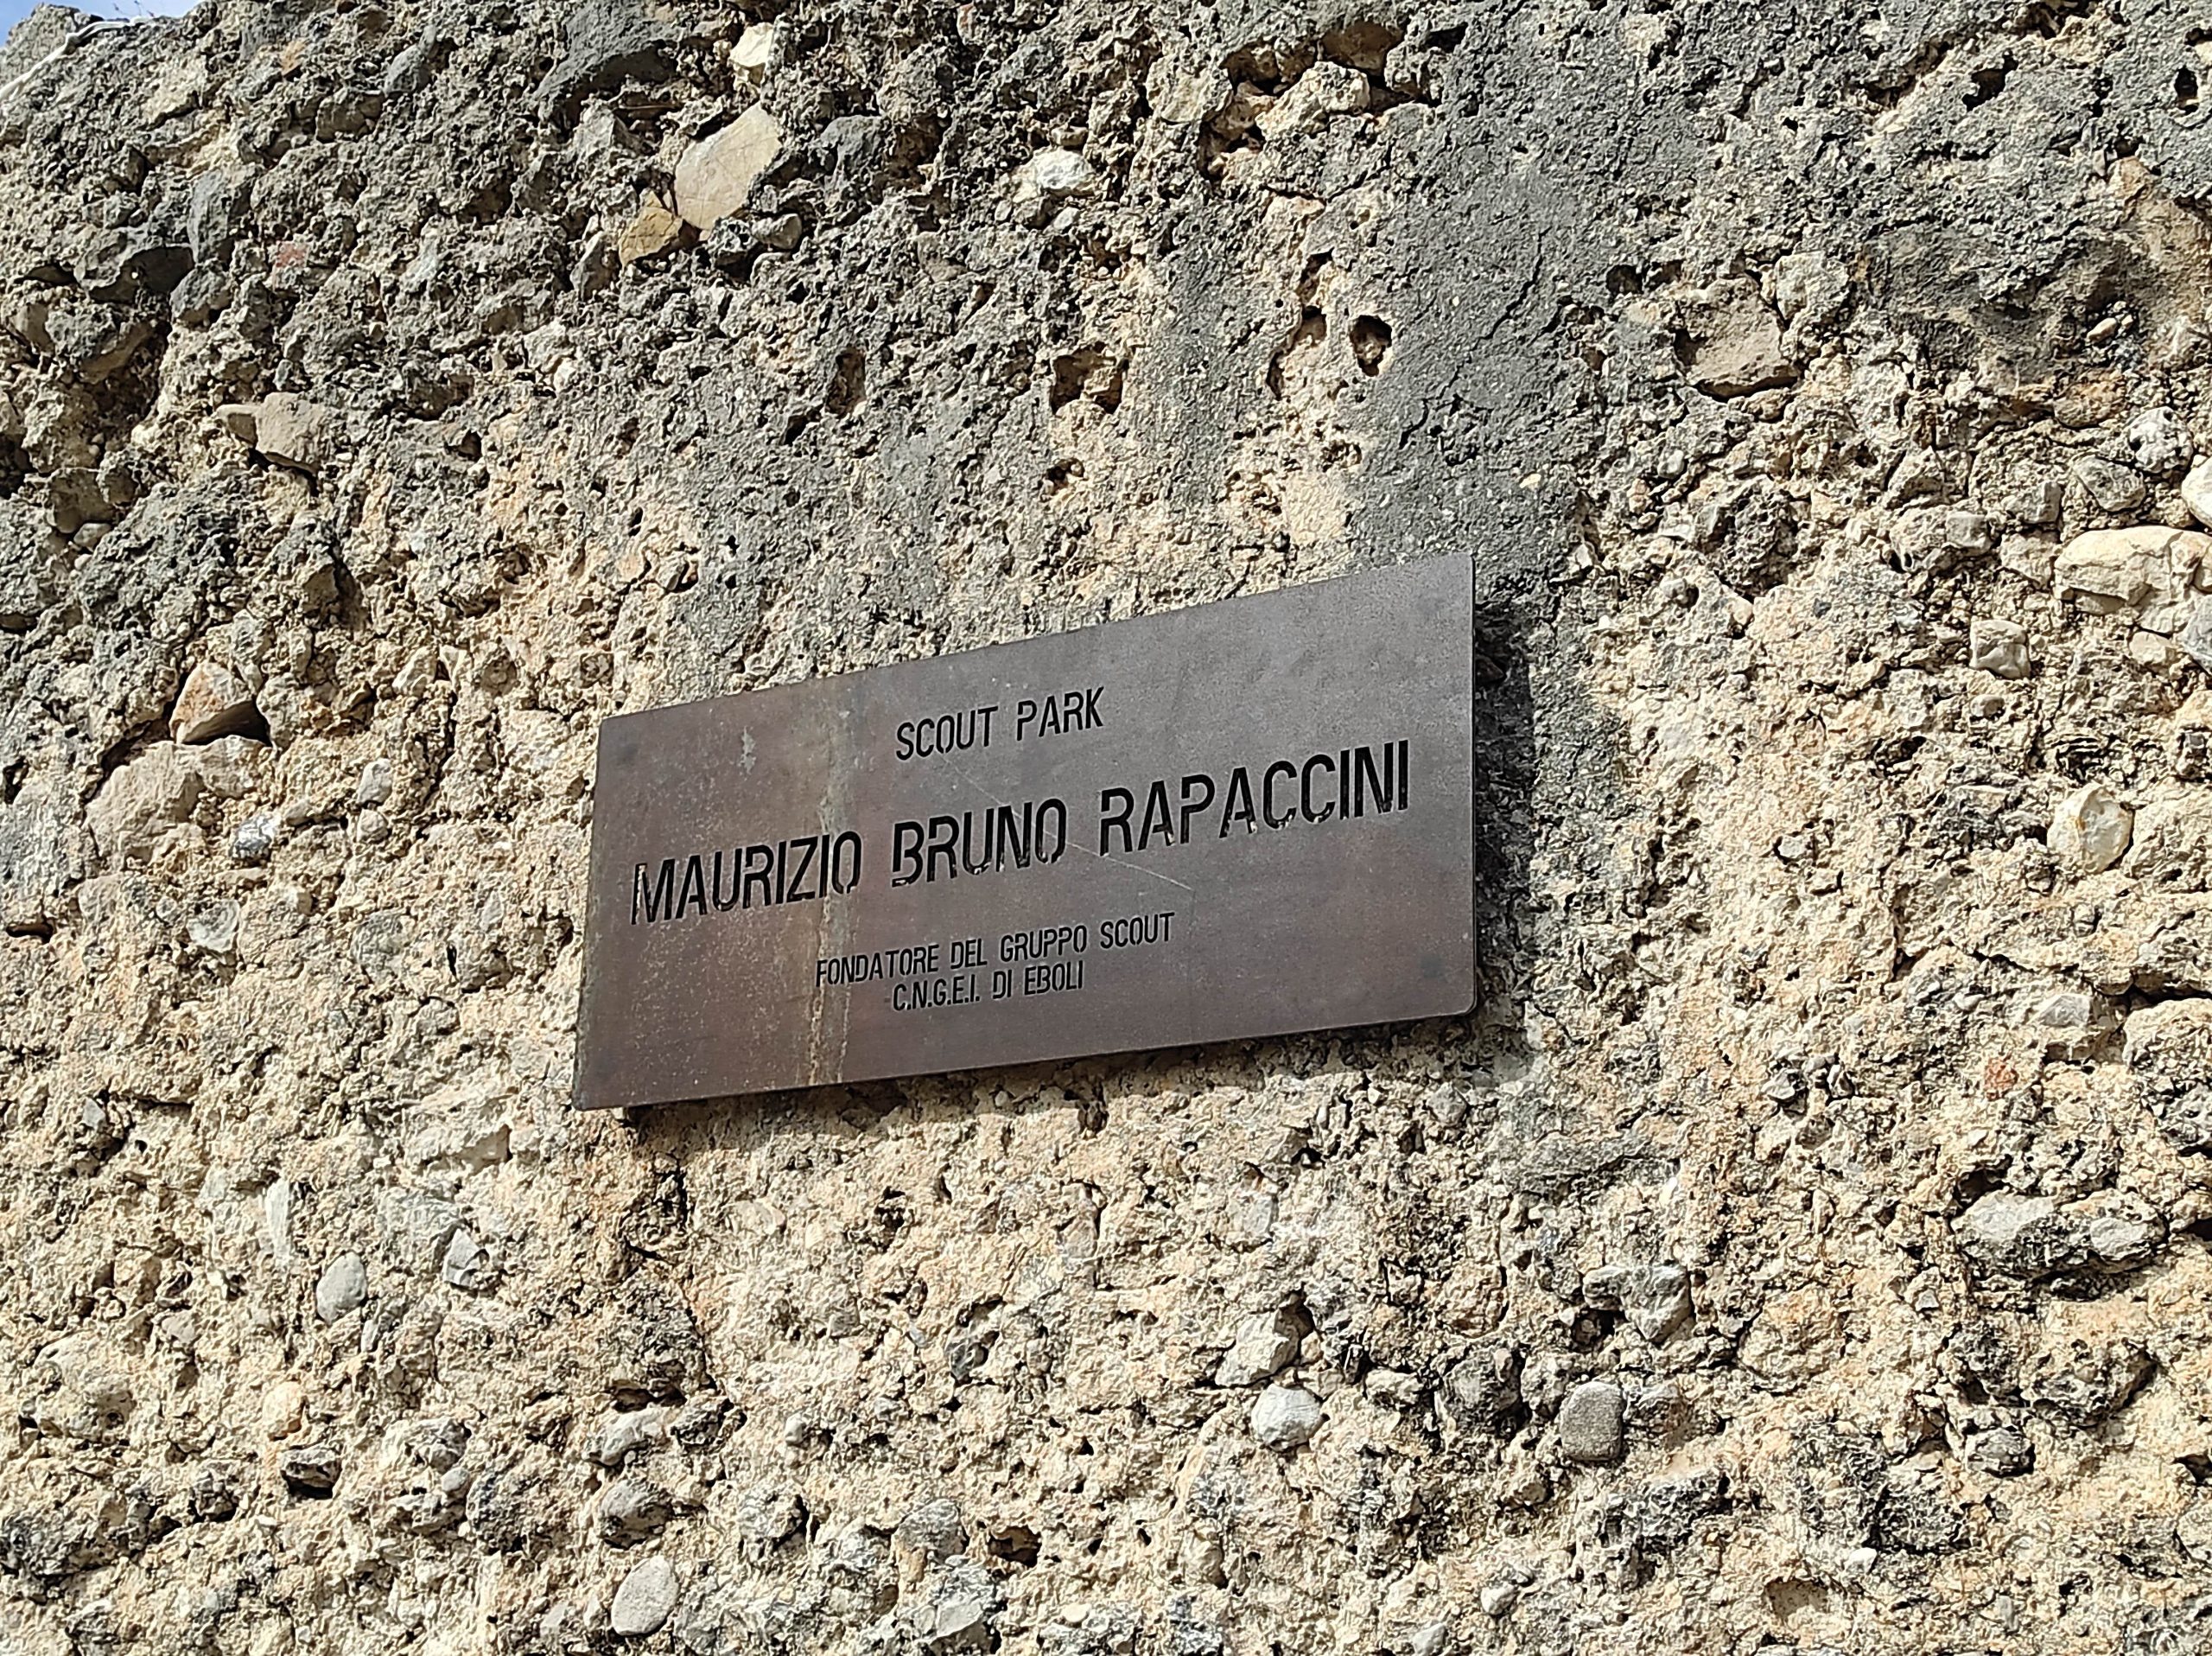 SCOUT PARK
MAURIZIO BRUNO RAPACCINI
FONDATORE DEL GRUPPO SCOUT
C.N.G.E.I. DI EBOLI